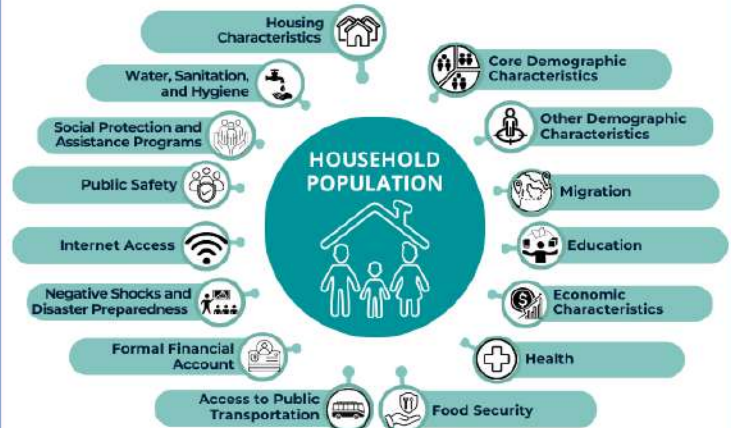 Housing
Characteristics
Water, Sanitation,
and Hygiene
Social Protection and
Assistance Programs
Public Safety
Internet Access
Negative Shocks and
Disaster Preparedness
Formal Financial
Account
Access to Public
Transportation
HOUSEHOLD
POPULATION
Core Demographic
Characteristics
Other Demographic
Characteristics
Migration
Education
Economic
Characteristics
Health
Food Security